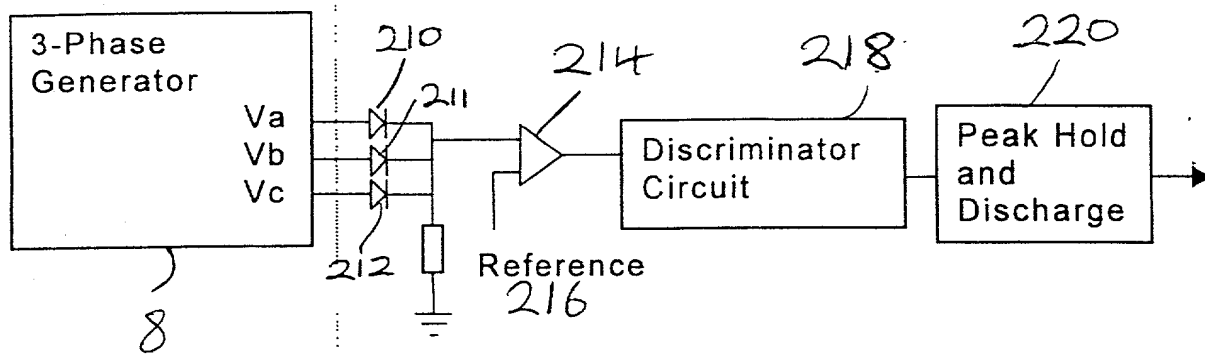 3-Phase
Generator
Va
Vb
Vc
8
210
211
212
214
Reference
216
218
Discriminator
Circuit
220
Peak Hold
and
Discharge